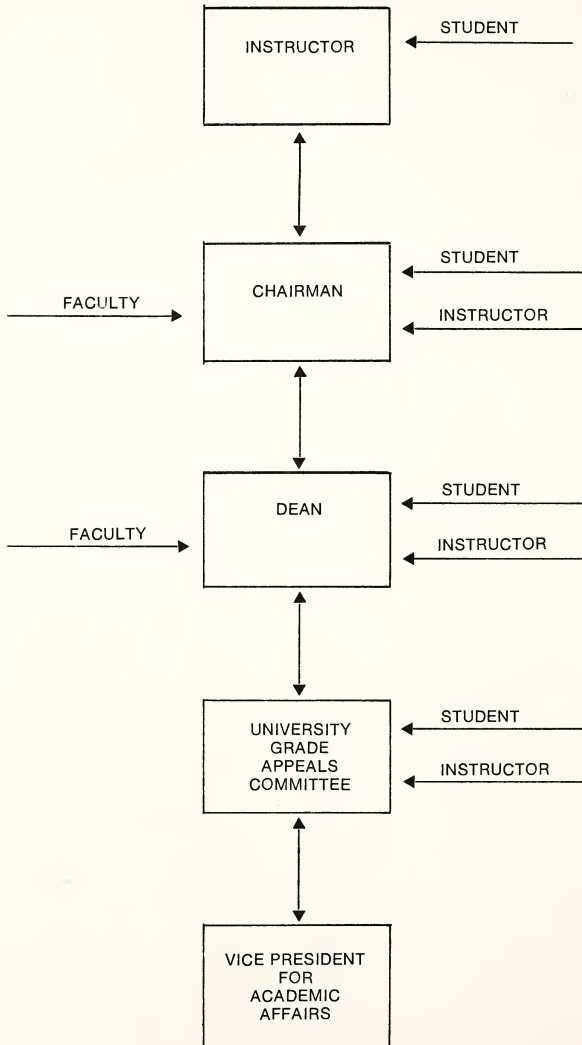 STUDENT
INSTRUCTOR
STUDENT
CHAIRMAN
FACULTY
INSTRUCTOR
STUDENT
DEAN
FACULTY
INSTRUCTOR
STUDENT
UNIVERSITY
GRADE
APPEALS
COMMITTEE
INSTRUCTOR
VICE PRESIDENT
FOR
ACADEMIC
AFFAIRS